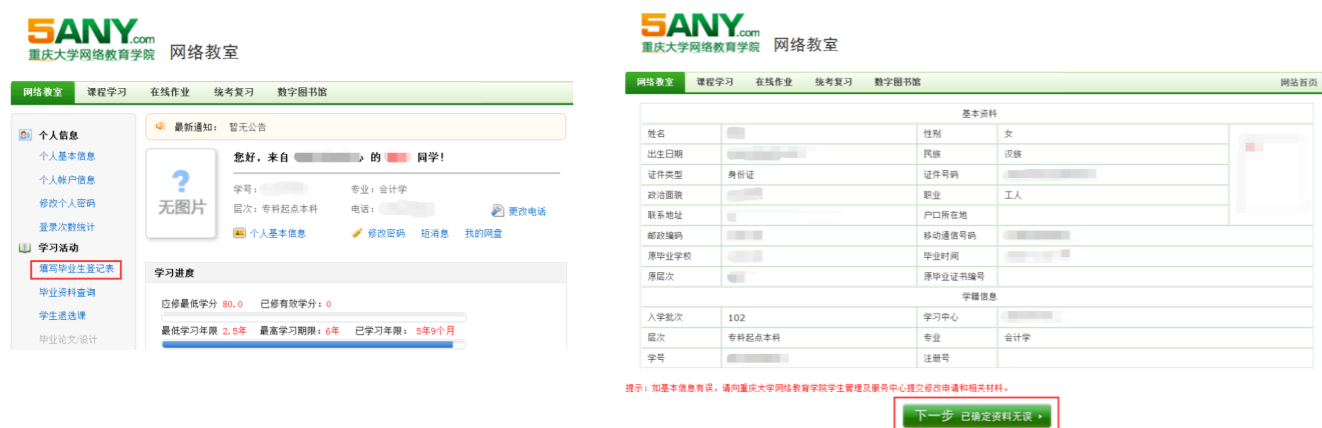 5ANY.com
重庆大学网络教育学院 网络教室
网络教室 课程学习 在线作业 统考复习 数字图书馆
个人信息
个人基本信息
个人帐户信息
修改个人密码
登录次数统计
学习活动
填写毕业生登记表
毕业资料查询
学生退选课
毕业论文/设计
最新通知： 暂无公告
?
无图片
您好，来自 的 同学！
学号： 专业：会计学
层次：专科起点本科 电话： 更改电话
个人基本信息 修改密码 短消息 我的网盘
学习进度
应修最低学分 80.0 已修有效学分：0
最低学习年限 2.5年 最高学习期限：6年 已学习年限： 5年9个月
5ANY.com
重庆大学网络教育学院 网络教室
网络教室 课程学习 在线作业 统考复习 数字图书馆 网站首页
基本资料
姓名 性别 女
出生日期 民族 汉族
证件类型 身份证 证件号码
政治面貌 职业 工人
联系地址 户口所在地
邮政编码 移动通信号码
原毕业学校 毕业时间
原层次 原毕业证书编号
学籍信息
入学批次 102 学习中心
层次 专科起点本科 专业 会计学
学号 注册号
提示：如基本信息有误，请向重庆大学网络教育学院学生管理及服务中心提交修改申请和相关材料。
下一步 已确定资料无误